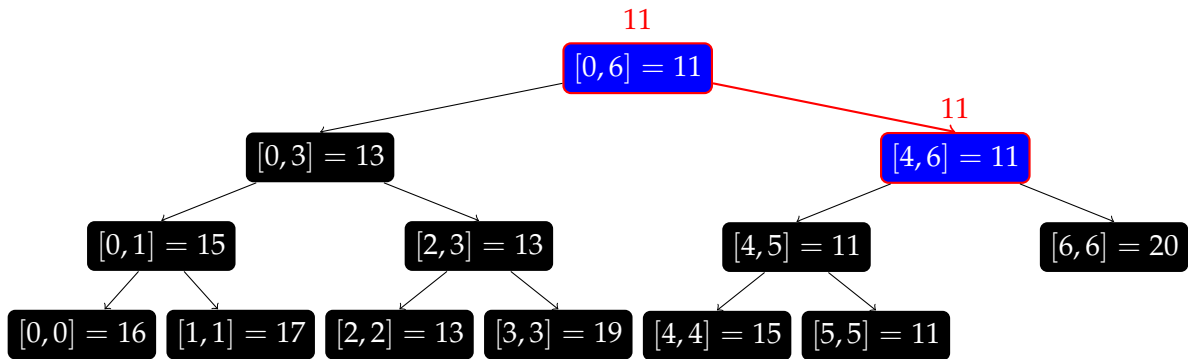 11
[0, 6] = 11
11
[0, 3] = 13
[4, 6] = 11
[0, 1] = 15
[2, 3] = 13
[4, 5] = 11
[6, 6] = 20
[0, 0] = 16
[1, 1] = 17
[2, 2] = 13
[3, 3] = 19
[4, 4] = 15
[5, 5] = 11